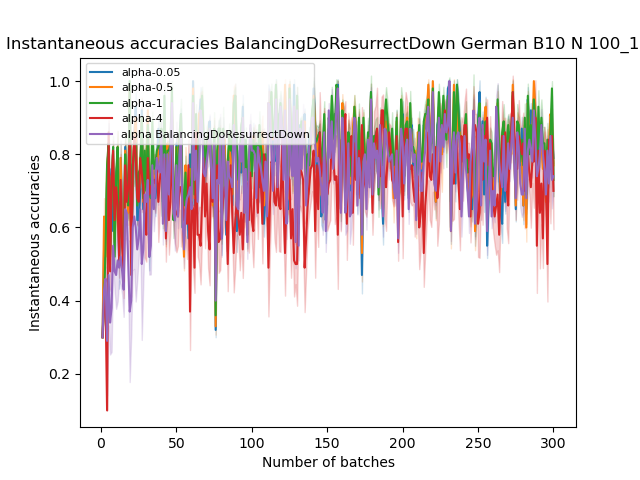 Instantaneous accuracies BalancingDoResurrectDown German B10 N 100_1
alpha-0.05
alpha-0.5
alpha-1
alpha-4
alpha BalancingDoResurrectDown
1.0
0.8
0.6
0.4
0.2
Instantaneous accuracies
0 50 100 150 200 250 300
Number of batches